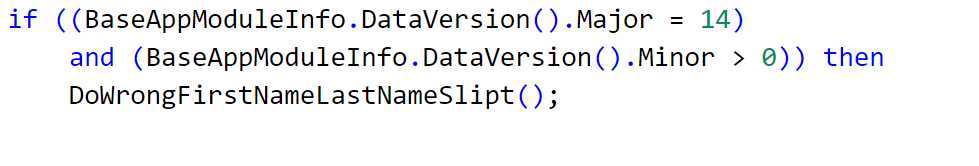 if ((BaseAppModuleInfo.DataVersion().Major = 14)
and (BaseAppModuleInfo.DataVersion().Minor > 0)) then
DoWrongFirstNameLastNameSlipt();